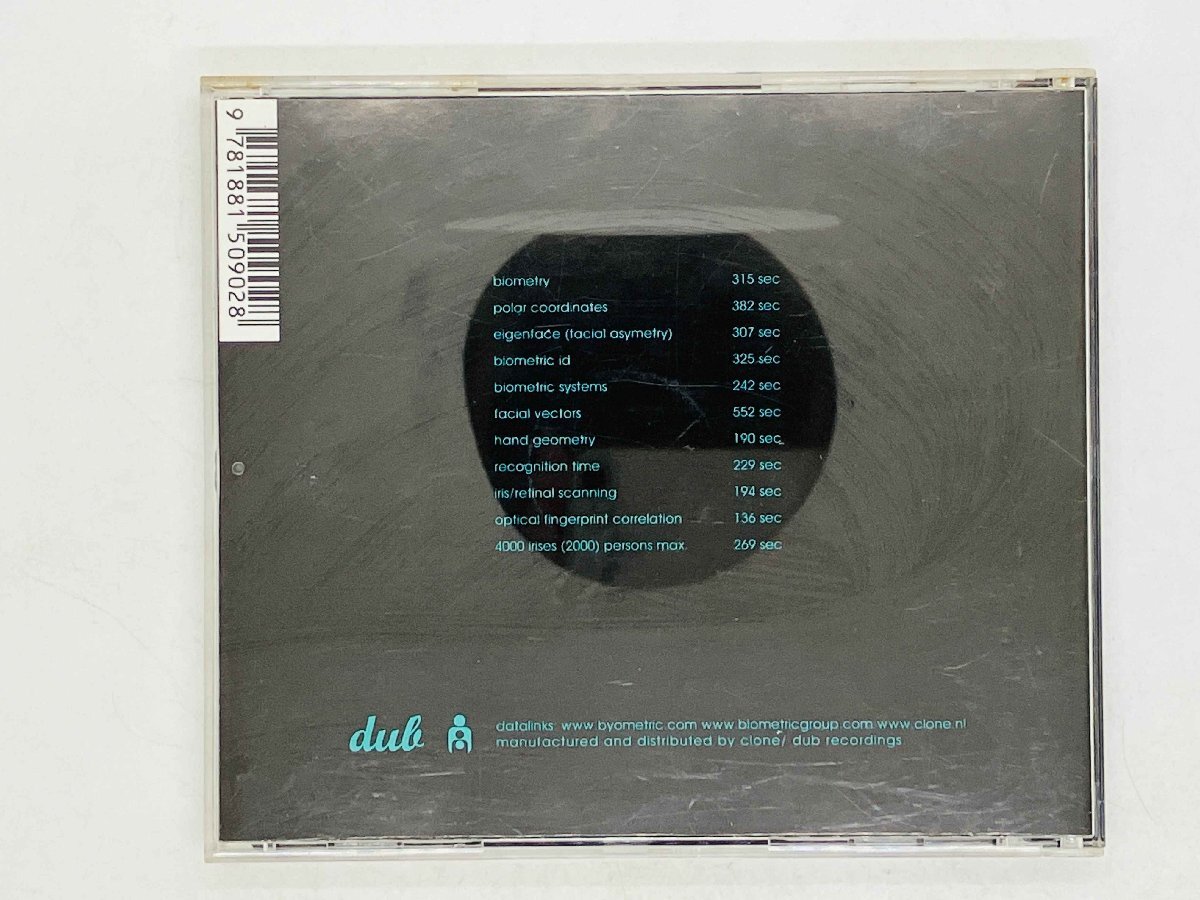 9 781881 509028
biometry 315 sec
polar coordinates 382 sec
eigenface (facial asymetry) 307 sec
biometric id 325 sec
biometric systems 242 sec
facial vectors 552 sec
hand geometry 190 sec
recognition time 229 sec
iris/retinal scanning 194 sec
optical fingerprint correlation 136 sec
4000 irises (2000) persons max. 269 sec
dub
datalinks: www.byometric.com www.biometricgroup.com www.clone.nl
manufactured and distributed by clone/ dub recordings